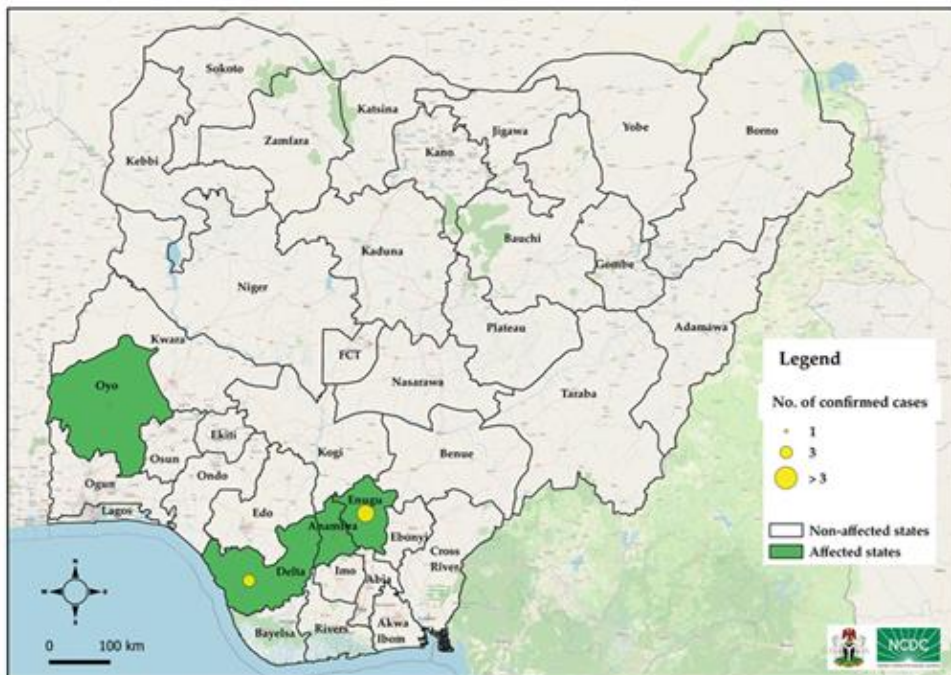 Sokoto
Katsina
Jigawa
Yobe
Borno
Zamfara
Kano
Kebbi
Bauchi
Kaduna
Gombe
Niger
Adamawa
Plateau
Kwara
FCT
Legend
Nasarawa
Oyo
Taraba
No. of confirmed cases
1
3
> 3
Ekiti
Kogi
Benue
Osun
Ondo
Ogun
Enugu
Lagos
Edo
Anambra
Ebonyi
Non-affected states
Affected states
Cross
River
Delta
Imo
Abia
Akwa
Ibom
Bayelsa
Rivers
0
100 km
NCDC